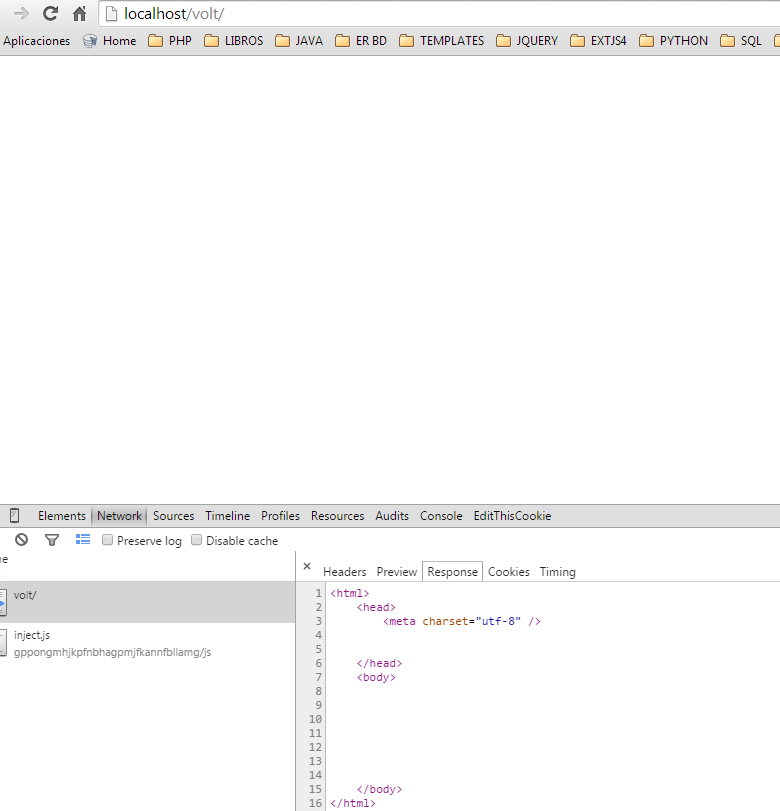 localhost/volt/
Aplicaciones Home PHP LIBROS JAVA ER BD TEMPLATES JQUERY EXTJS4 PYTHON SQL
Elements Network Sources Timeline Profiles Resources Audits Console EditThisCookie
Preserve log Disable cache
× Headers Preview Response Cookies Timing
volt/
inject.js
gppongmhjkpfnbhagpmjfkannfbllamg/js
1 <html>
2 <head>
3 <meta charset="utf-8" />
4
5
6 </head>
7 <body>
8
9
10
11
12
13
14
15 </body>
16 </html>